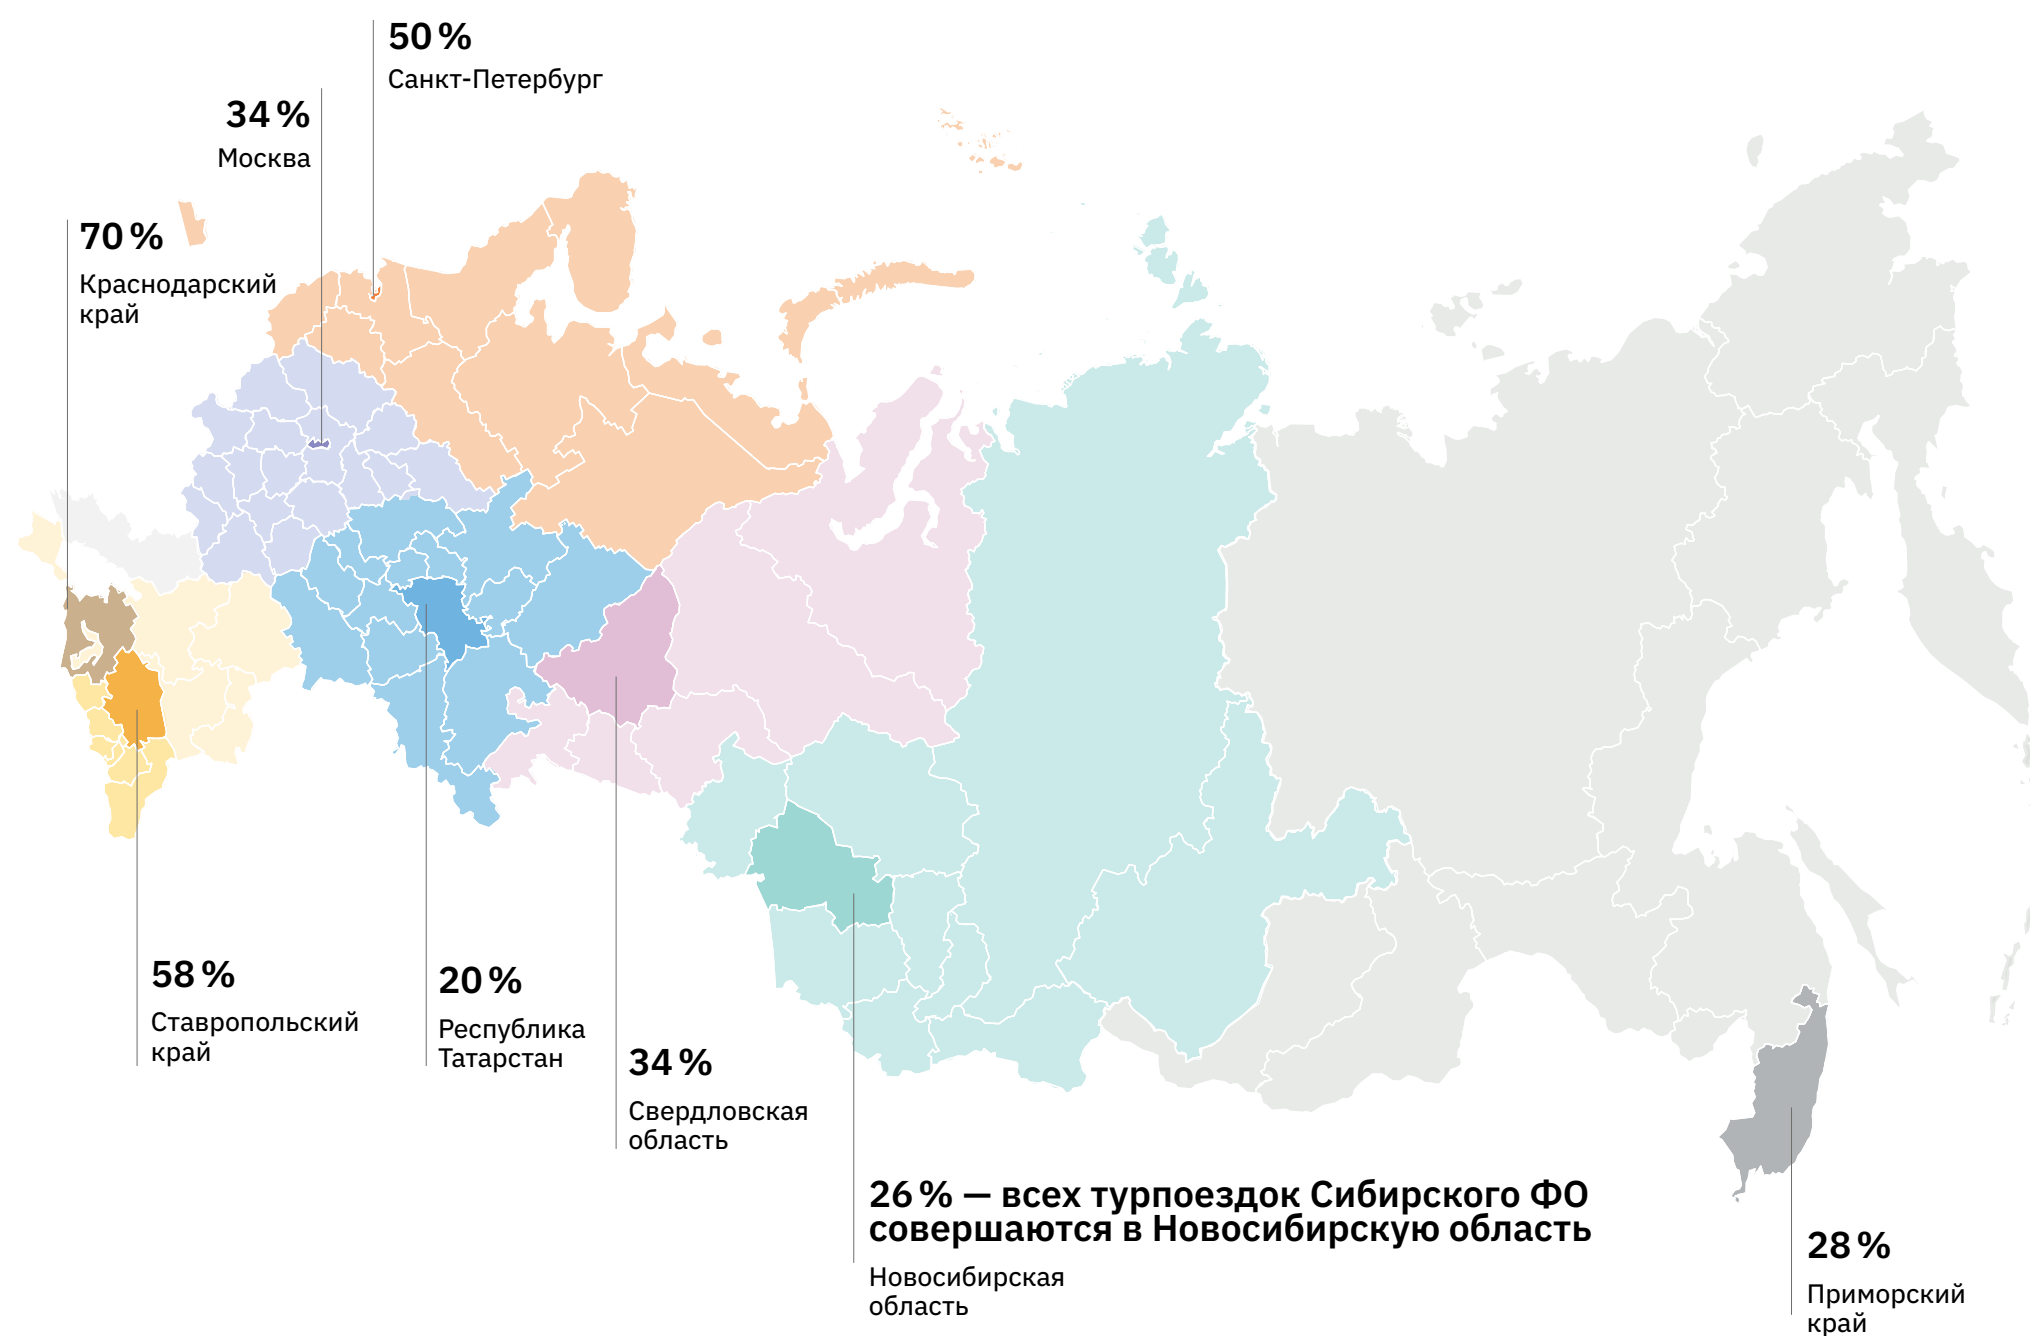 50 %
Санкт-Петербург
34 %
Москва
70 %
Краснодарский
край
58 %
Ставропольский
край
20 %
Республика
Татарстан
34 %
Свердловская
область
26 % — всех турпоездок Сибирского ФО
совершаются в Новосибирскую область
Новосибирская
область
28 %
Приморский
край